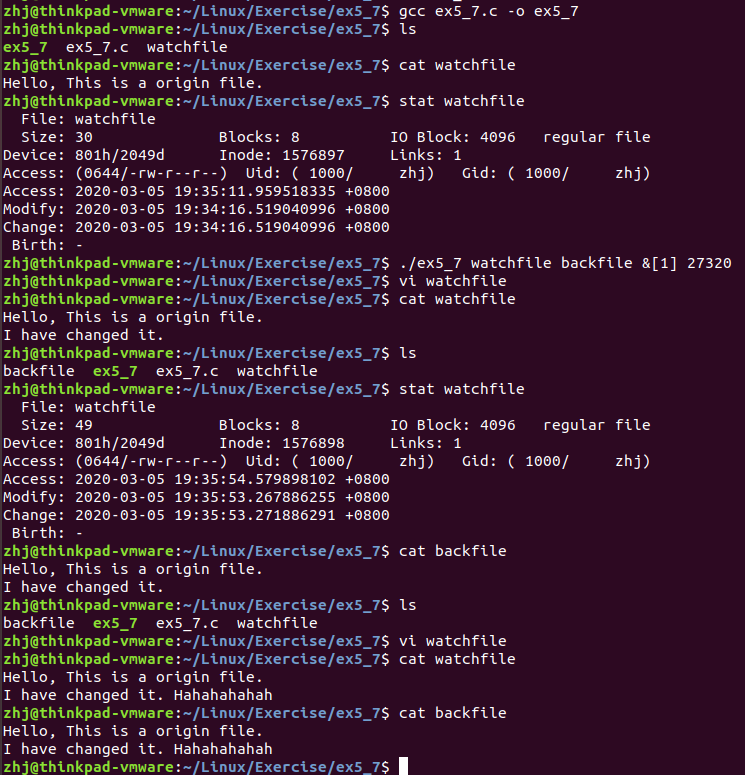 zhj@thinkpad-vmware:~/Linux/Exercise/ex5_7$ gcc ex5_7.c -o ex5_7
zhj@thinkpad-vmware:~/Linux/Exercise/ex5_7$ ls
ex5_7  ex5_7.c  watchfile
zhj@thinkpad-vmware:~/Linux/Exercise/ex5_7$ cat watchfile
Hello, This is a origin file.
zhj@thinkpad-vmware:~/Linux/Exercise/ex5_7$ stat watchfile
  File: watchfile
  Size: 30              Blocks: 8          IO Block: 4096   regular file
Device: 801h/2049d      Inode: 1576897     Links: 1
Access: (0644/-rw-r--r--)  Uid: ( 1000/     zhj)   Gid: ( 1000/     zhj)
Access: 2020-03-05 19:35:11.959518335 +0800
Modify: 2020-03-05 19:34:16.519040996 +0800
Change: 2020-03-05 19:34:16.519040996 +0800
 Birth: -
zhj@thinkpad-vmware:~/Linux/Exercise/ex5_7$ ./ex5_7 watchfile backfile &[1] 27320
zhj@thinkpad-vmware:~/Linux/Exercise/ex5_7$ vi watchfile
zhj@thinkpad-vmware:~/Linux/Exercise/ex5_7$ cat watchfile
Hello, This is a origin file.
I have changed it.
zhj@thinkpad-vmware:~/Linux/Exercise/ex5_7$ ls
backfile  ex5_7  ex5_7.c  watchfile
zhj@thinkpad-vmware:~/Linux/Exercise/ex5_7$ stat watchfile
  File: watchfile
  Size: 49              Blocks: 8          IO Block: 4096   regular file
Device: 801h/2049d      Inode: 1576898     Links: 1
Access: (0644/-rw-r--r--)  Uid: ( 1000/     zhj)   Gid: ( 1000/     zhj)
Access: 2020-03-05 19:35:54.579898102 +0800
Modify: 2020-03-05 19:35:53.267886255 +0800
Change: 2020-03-05 19:35:53.271886291 +0800
 Birth: -
zhj@thinkpad-vmware:~/Linux/Exercise/ex5_7$ cat backfile
Hello, This is a origin file.
I have changed it.
zhj@thinkpad-vmware:~/Linux/Exercise/ex5_7$ ls
backfile  ex5_7  ex5_7.c  watchfile
zhj@thinkpad-vmware:~/Linux/Exercise/ex5_7$ vi watchfile
zhj@thinkpad-vmware:~/Linux/Exercise/ex5_7$ cat watchfile
Hello, This is a origin file.
I have changed it. Hahahahahah
zhj@thinkpad-vmware:~/Linux/Exercise/ex5_7$ cat backfile
Hello, This is a origin file.
I have changed it. Hahahahahah
zhj@thinkpad-vmware:~/Linux/Exercise/ex5_7$